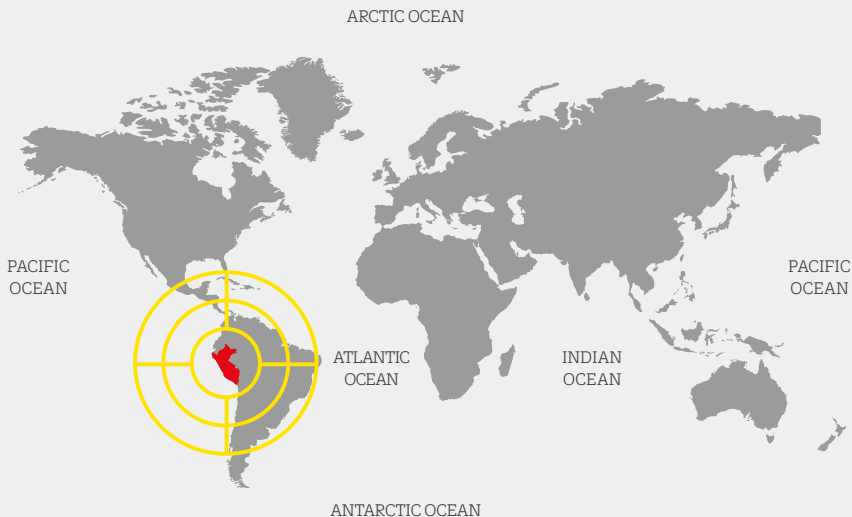 ARCTIC OCEAN
PACIFIC
OCEAN
PACIFIC
OCEAN
ATLANTIC
OCEAN
INDIAN
OCEAN
ANTARCTIC OCEAN